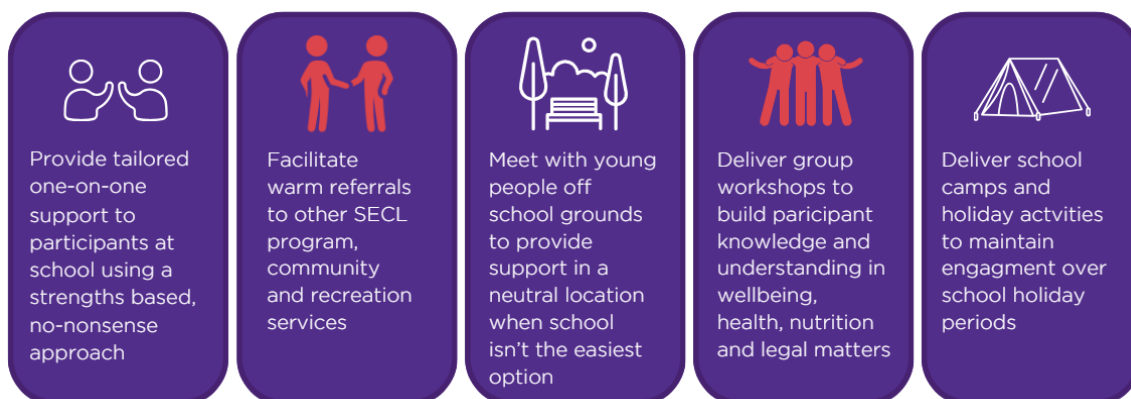 Provide tailored
one-on-one
support to
participants at
school using a
strengths based,
no-nonsense
approach
Facilitate
warm referrals
to other SECL
program,
community
and recreation
services
Meet with young
people off
school grounds
to provide
support in a
neutral location
when school
isn't the easiest
option
Deliver group
workshops to
build paricipant
knowledge and
understanding in
wellbeing,
health, nutrition
and legal matters
Deliver school
camps and
holiday actvities
to maintain
engagment over
school holiday
periods